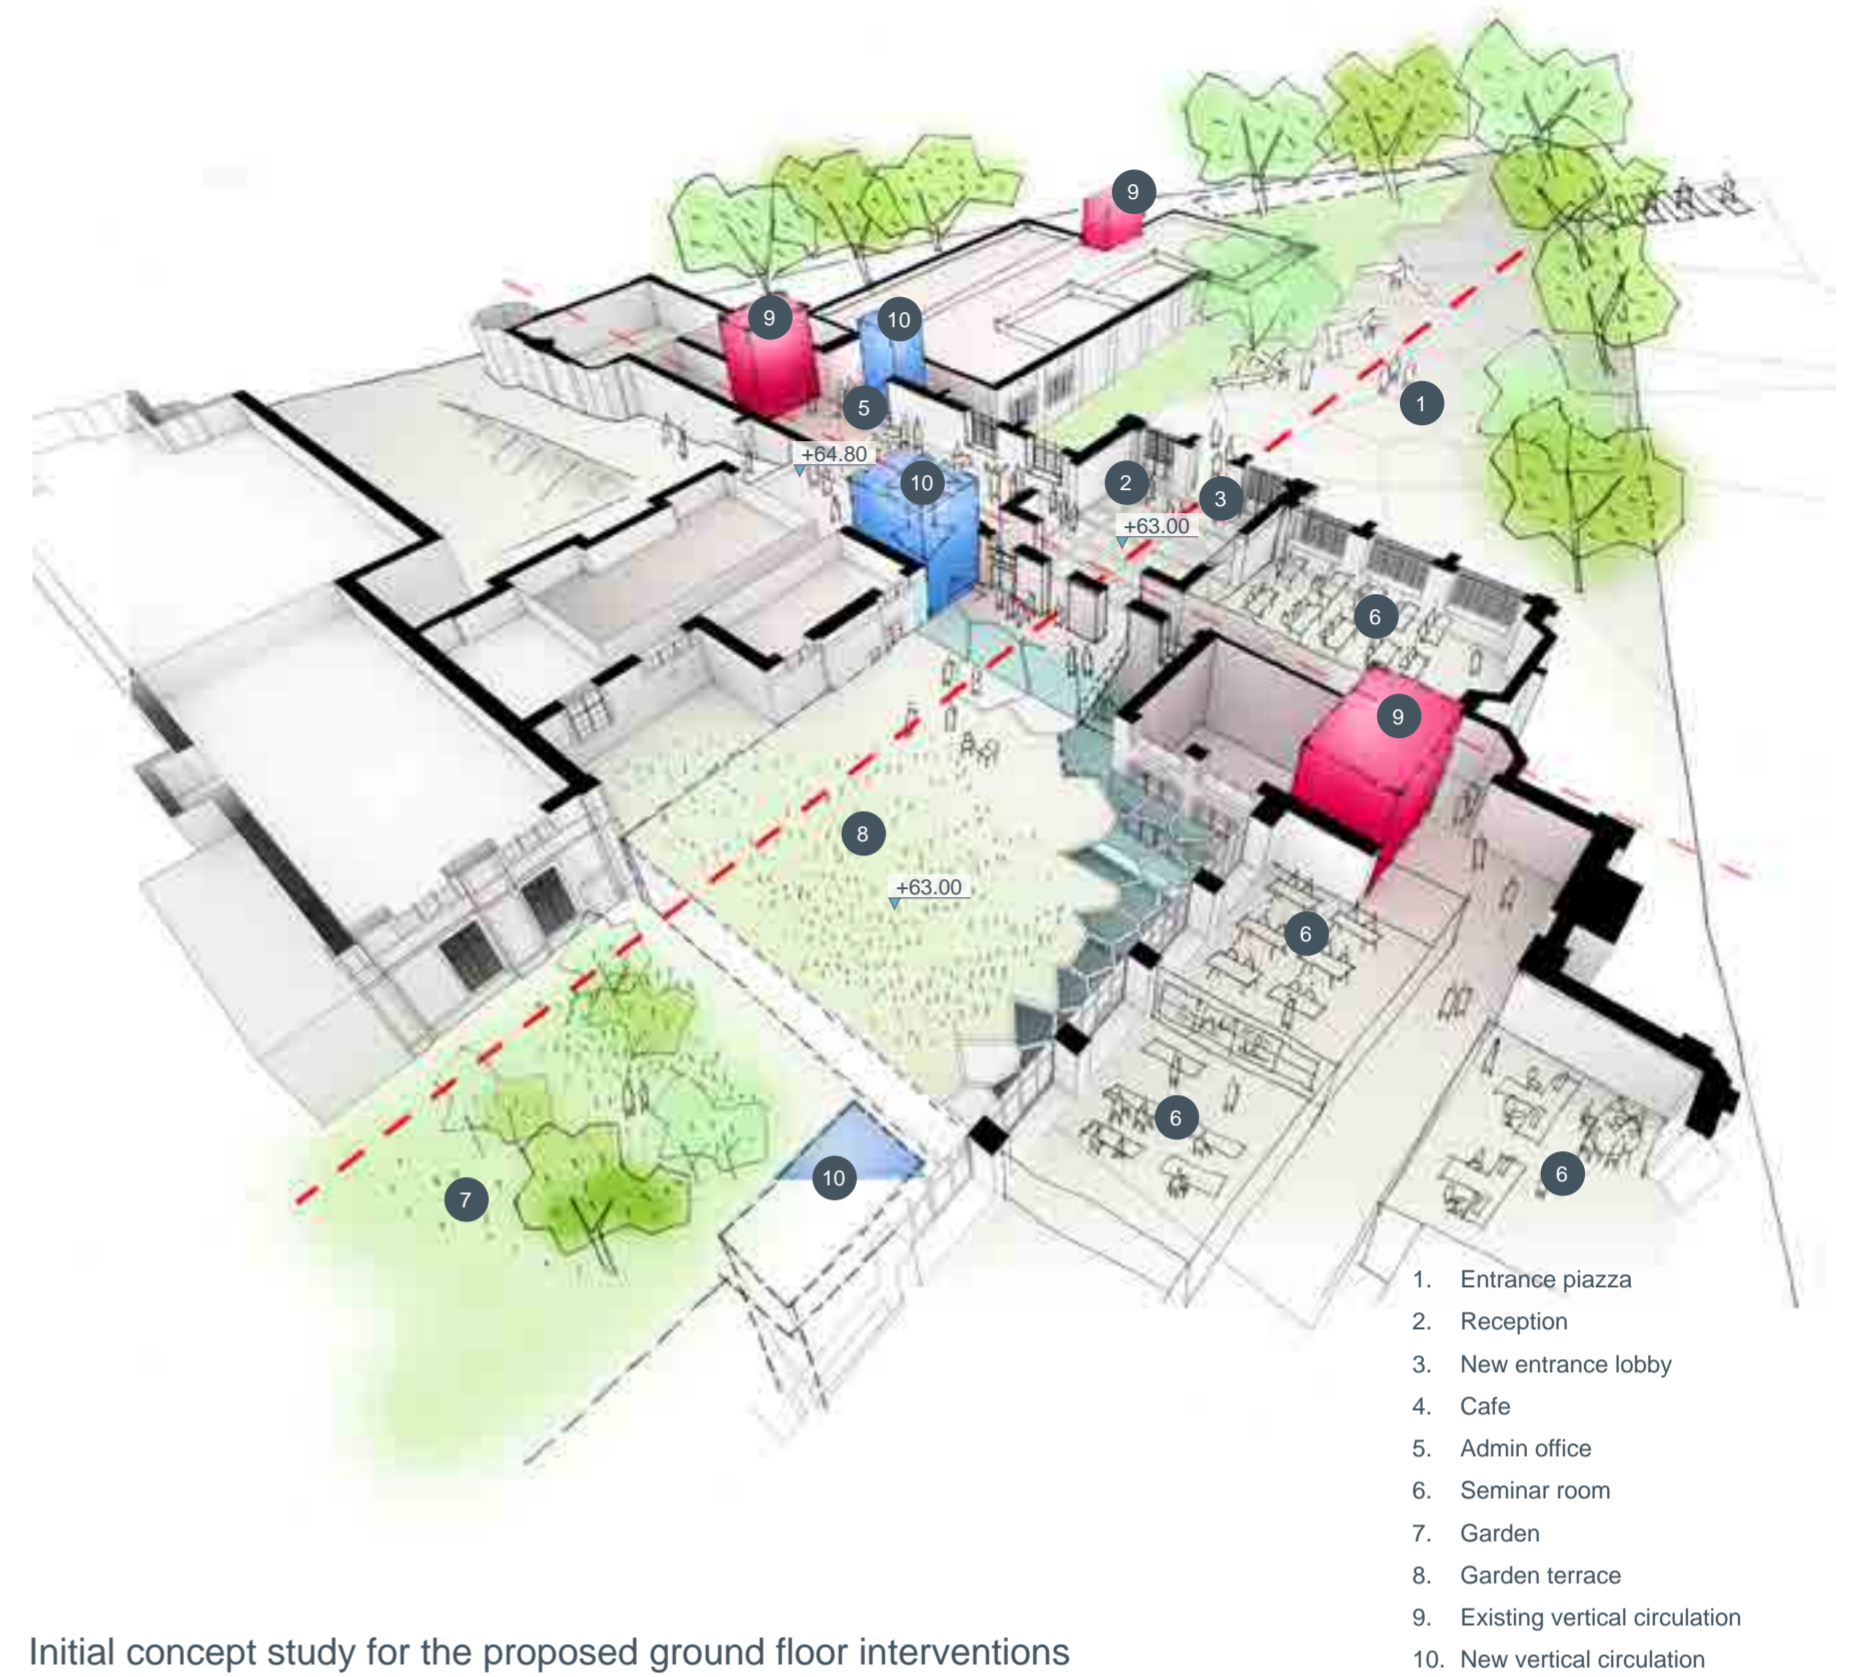 9
9
10
5
1
+64.80
10
2
3
+63.00
6
9
8
+63.00
6
6
10
7
6
1. Entrance piazza
2. Reception
3. New entrance lobby
4. Cafe
5. Admin office
6. Seminar room
7. Garden
8. Garden terrace
9. Existing vertical circulation
10. New vertical circulation
Initial concept study for the proposed ground floor interventions